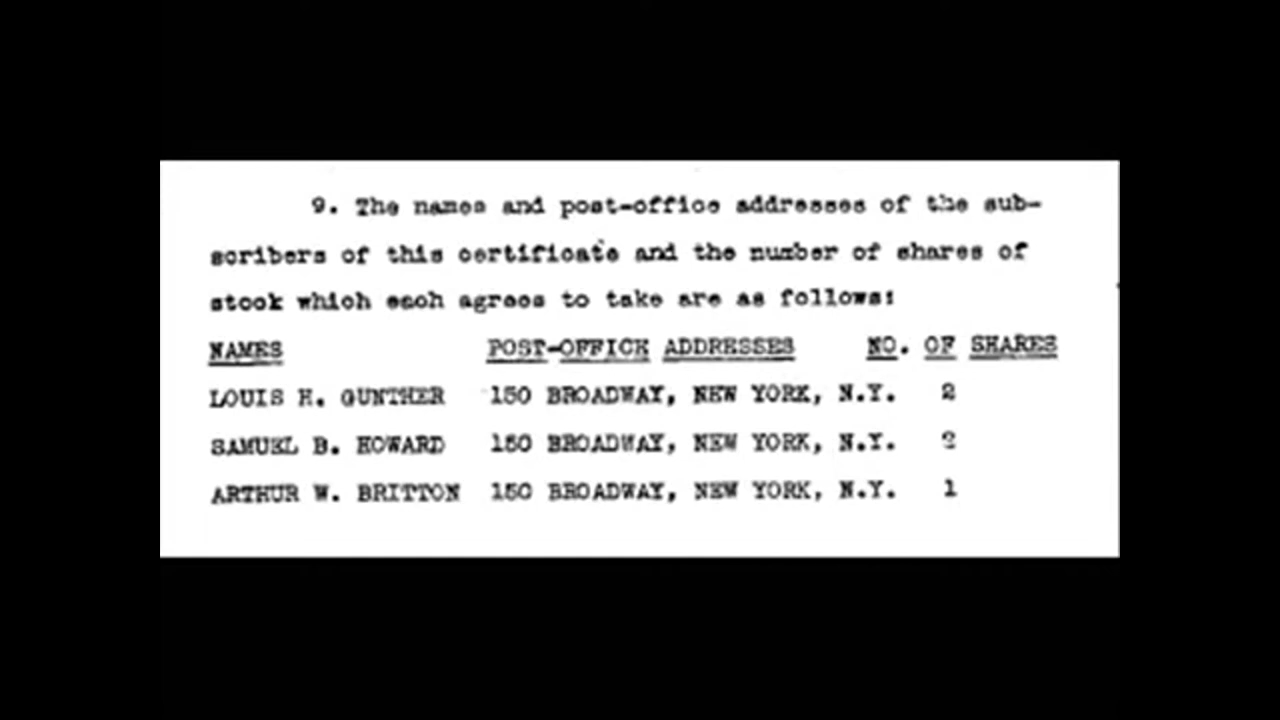 9. The names and post-office addresses of the sub-
scribers of this certificate and the number of shares of
stock which each agrees to take are as follows:
NAMES POST-OFFICE ADDRESSES NO. OF SHARES
LOUIS H. GUNTHER 150 BROADWAY, NEW YORK, N.Y. 2
SAMUEL B. HOWARD 150 BROADWAY, NEW YORK, N.Y. 2
ARTHUR W. BRITTON 150 BROADWAY, NEW YORK, N.Y. 1